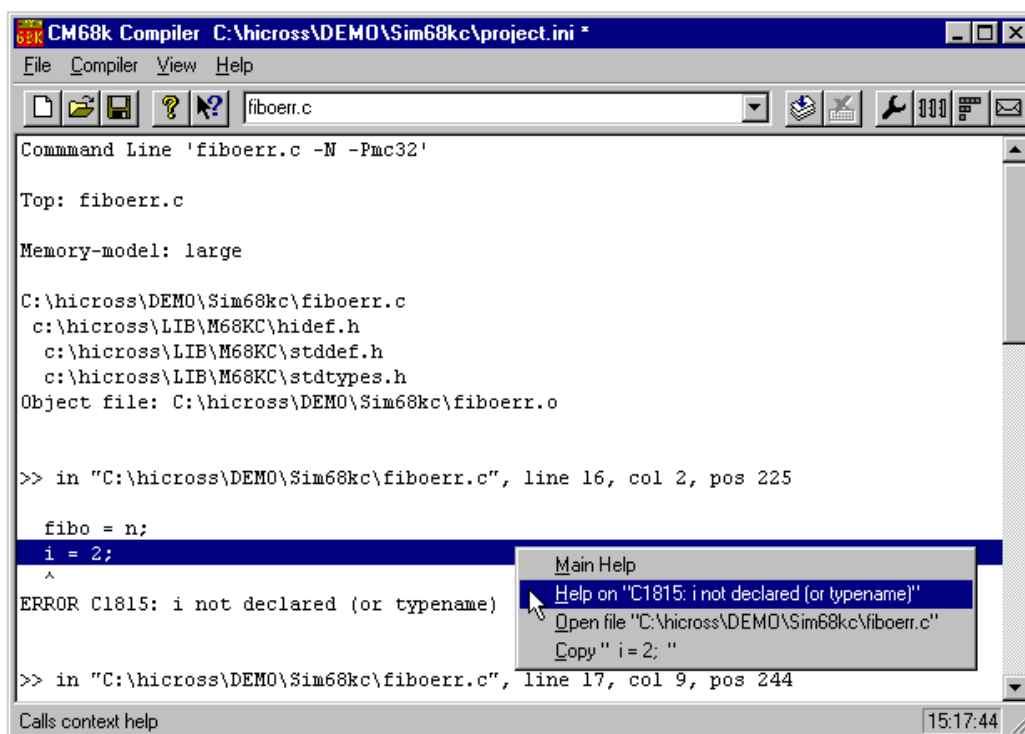 CM68k Compiler C:\hicross\DEMO\Sim68kc\project.ini *
File Compiler View Help
fiboerr.c
Commmand Line 'fiboerr.c -N -Pmc32'
Top: fiboerr.c
Memory-model: large
C:\hicross\DEMO\Sim68kc\fiboerr.c
c:\hicross\LIB\M68KC\hidef.h
c:\hicross\LIB\M68KC\stddef.h
c:\hicross\LIB\M68KC\stdtypes.h
Object file: C:\hicross\DEMO\Sim68kc\fiboerr.o
>> in "C:\hicross\DEMO\Sim68kc\fiboerr.c", line 16, col 2, pos 225
fibo = n;
i = 2;
^
ERROR C1815: i not declared (or typename)
Main Help
Help on "C1815: i not declared (or typename)"
Open file "C:\hicross\DEMO\Sim68kc\fiboerr.c"
Copy " i = 2; "
>> in "C:\hicross\DEMO\Sim68kc\fiboerr.c", line 17, col 9, pos 244
Calls context help
15:17:44